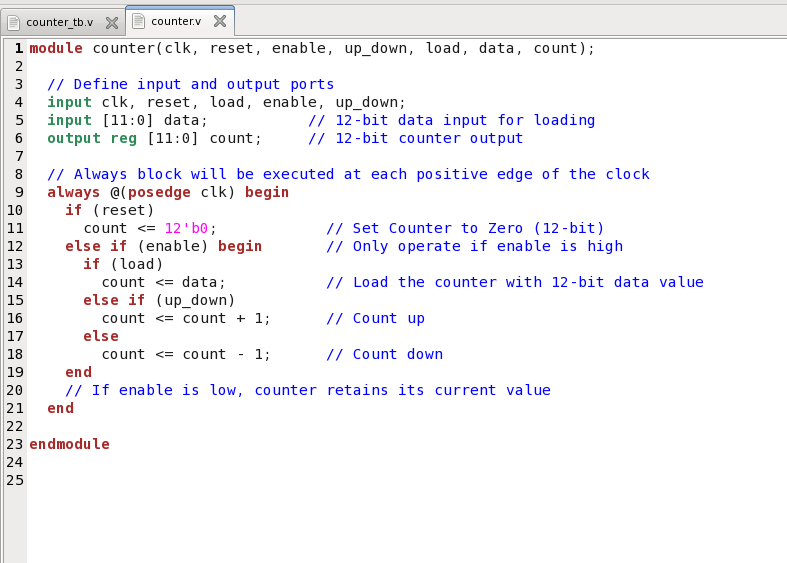 counter_tb.v
counter.v
1 module counter(clk, reset, enable, up_down, load, data, count);
2
3   // Define input and output ports
4   input clk, reset, load, enable, up_down;
5   input [11:0] data;           // 12-bit data input for loading
6   output reg [11:0] count;     // 12-bit counter output
7
8   // Always block will be executed at each positive edge of the clock
9   always @(posedge clk) begin
10     if (reset)
11       count <= 12'b0;            // Set Counter to Zero (12-bit)
12     else if (enable) begin       // Only operate if enable is high
13       if (load)
14         count <= data;           // Load the counter with 12-bit data value
15       else if (up_down)
16         count <= count + 1;      // Count up
17       else
18         count <= count - 1;      // Count down
19     end
20     // If enable is low, counter retains its current value
21   end
22
23 endmodule
24
25